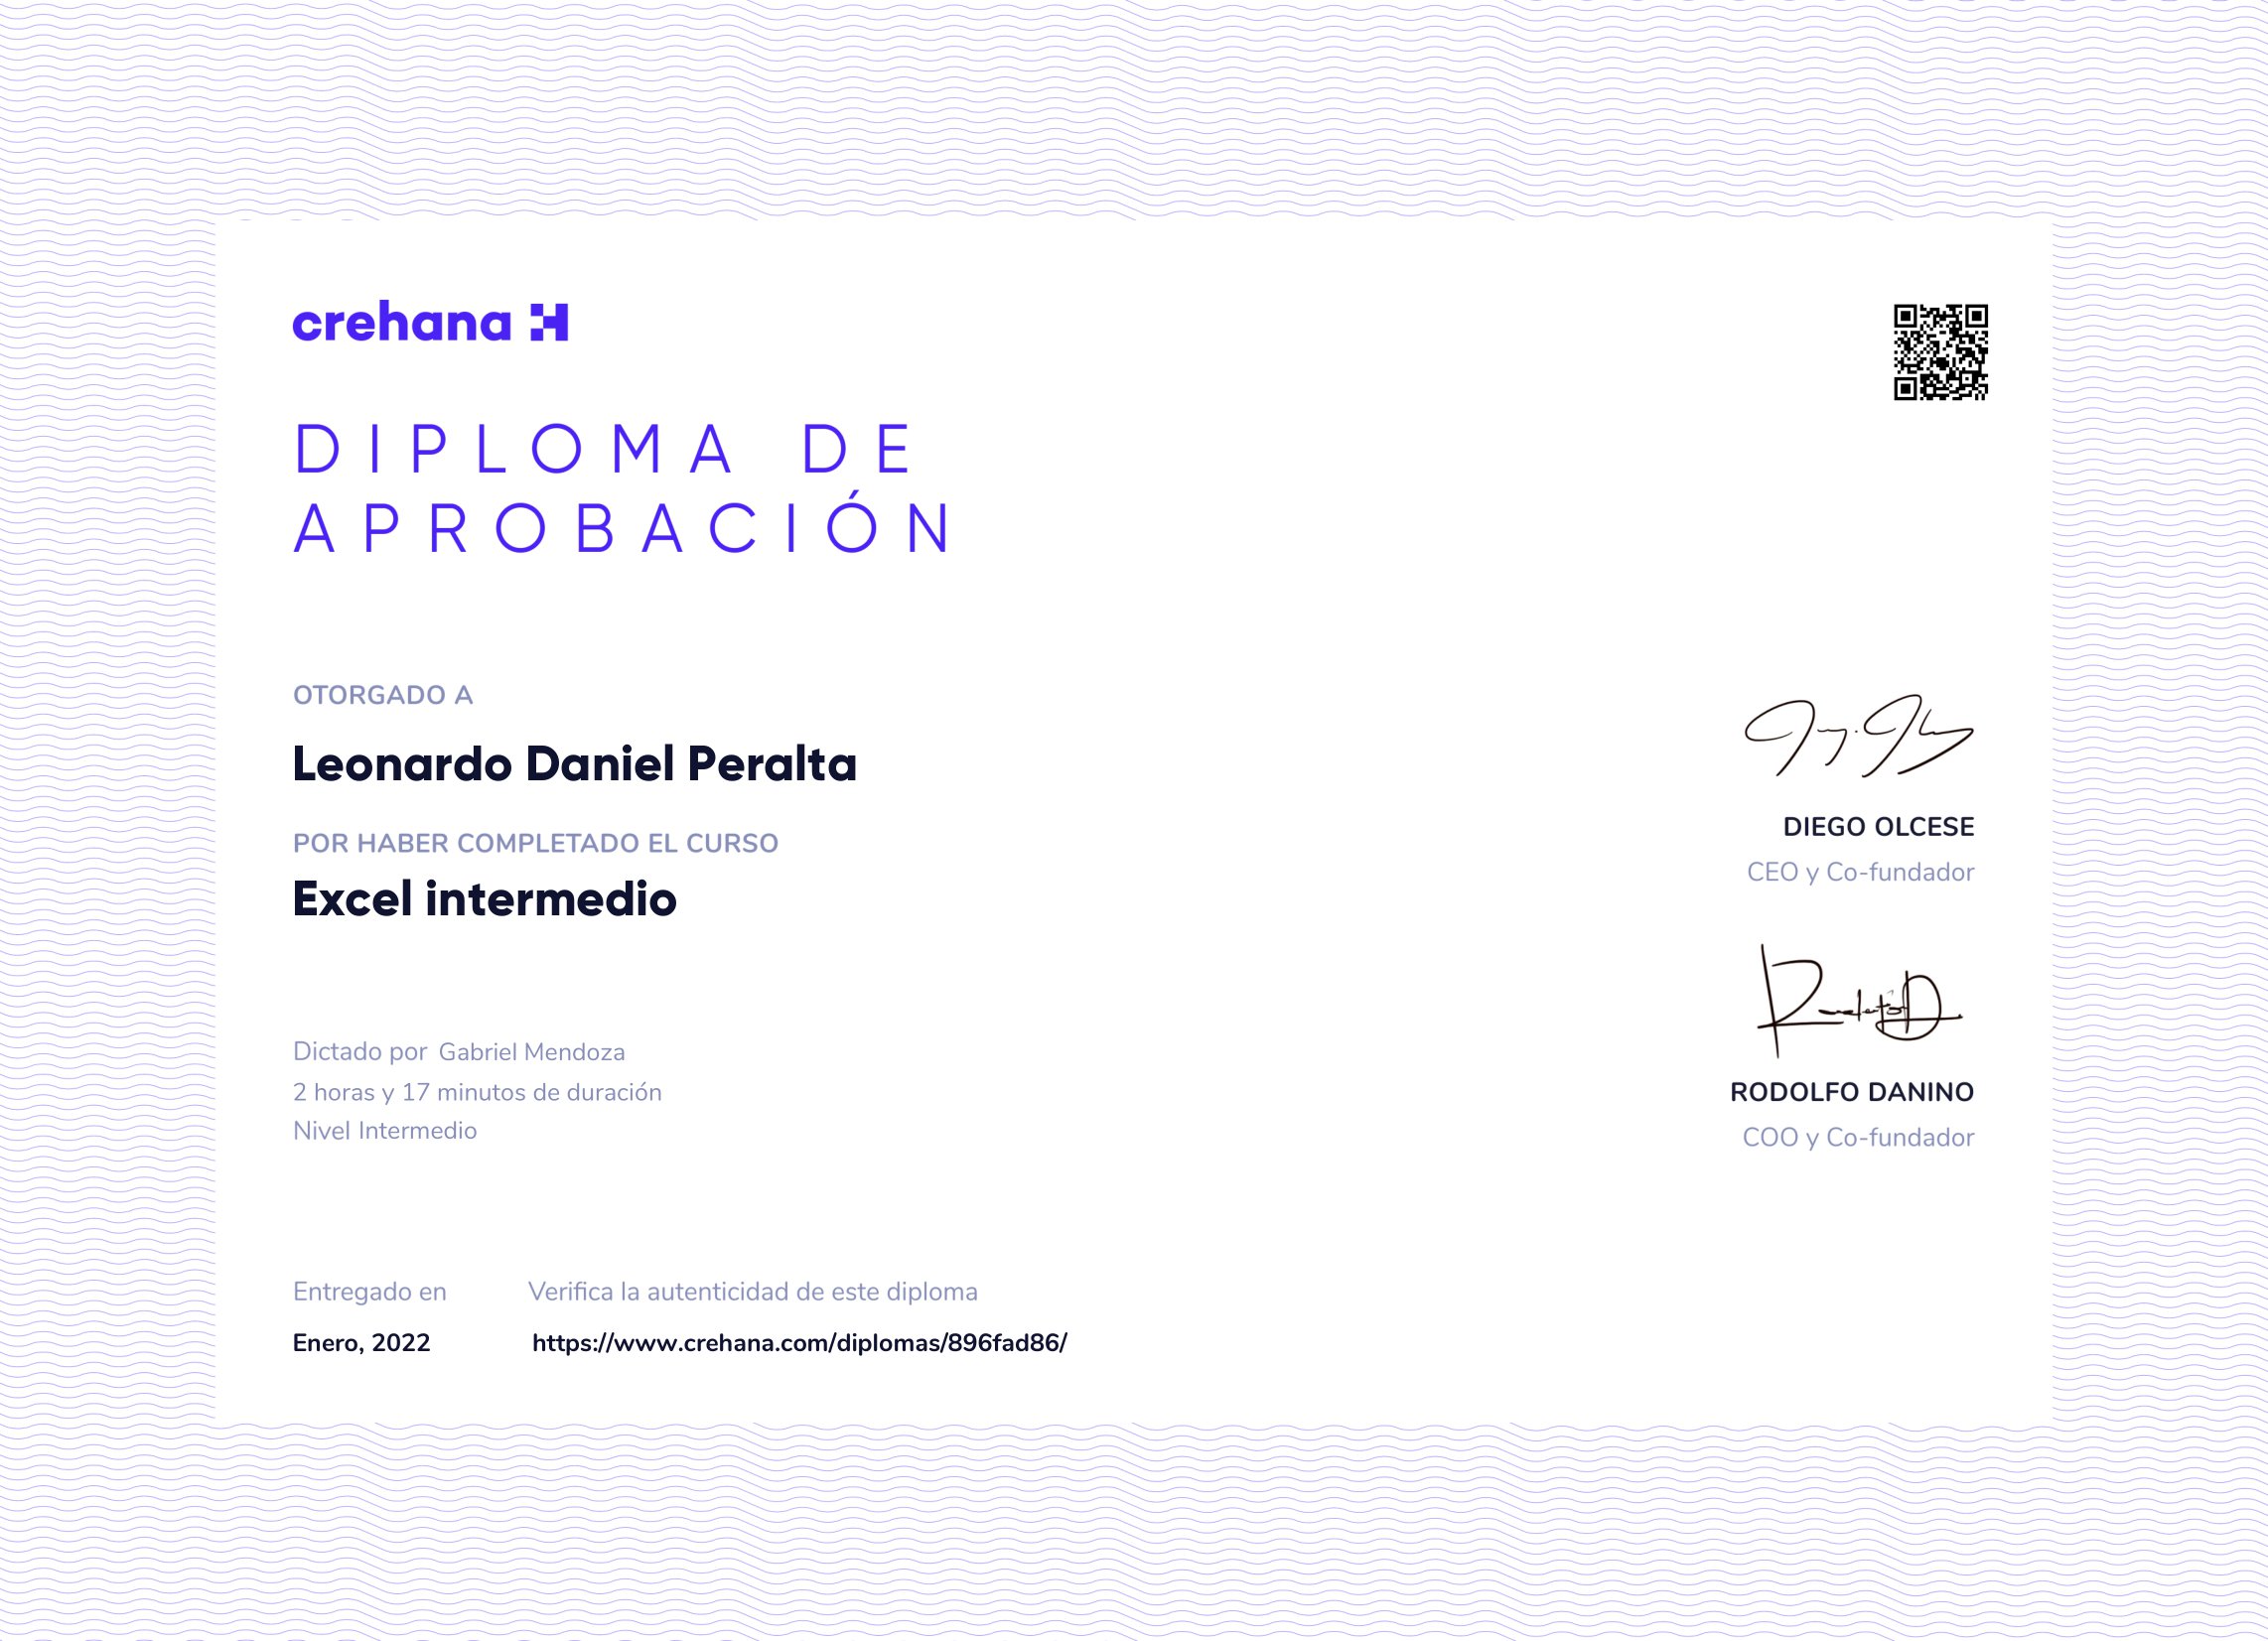 crehana
DIPLOMA DE
APROBACIÓN
OTORGADO A
Leonardo Daniel Peralta
POR HABER COMPLETADO EL CURSO
Excel intermedio
Dictado por Gabriel Mendoza
2 horas y 17 minutos de duración
Nivel Intermedio
Entregado en
Enero, 2022
Verifica la autenticidad de este diploma
https://www.crehana.com/diplomas/896fad86/
DIEGO OLCESE
CEO y Co-fundador
RODOLFO DANINO
COO y Co-fundador